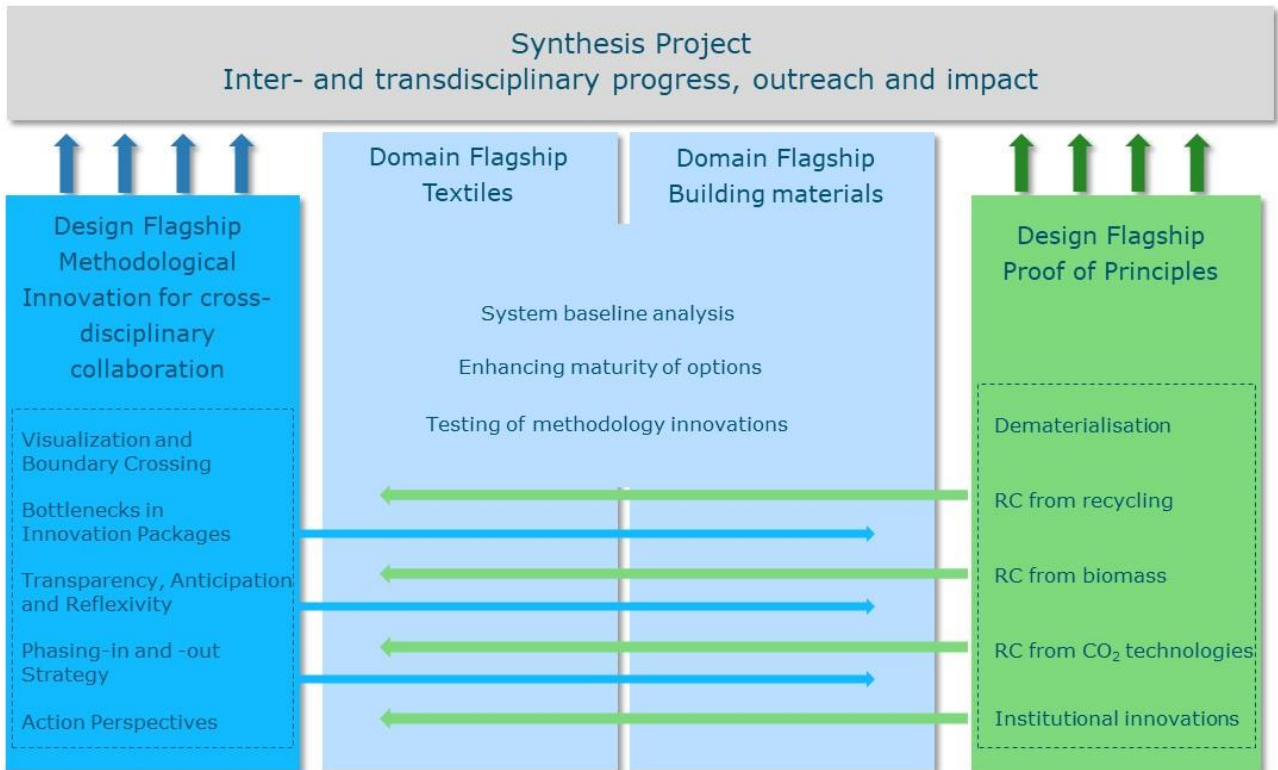 Synthesis Project
Inter- and transdisciplinary progress, outreach and impact
Design Flagship
Methodological
Innovation for cross-
disciplinary
collaboration
Visualization and
Boundary Crossing
Bottlenecks in
Innovation Packages
Transparency, Anticipation
and Reflexivity
Phasing-in and -out
Strategy
Action Perspectives
Domain Flagship
Textiles
Domain Flagship
Building materials
System baseline analysis
Enhancing maturity of options
Testing of methodology innovations
Design Flagship
Proof of Principles
Dematerialisation
RC from recycling
RC from biomass
RC from CO₂ technologies
Institutional innovations